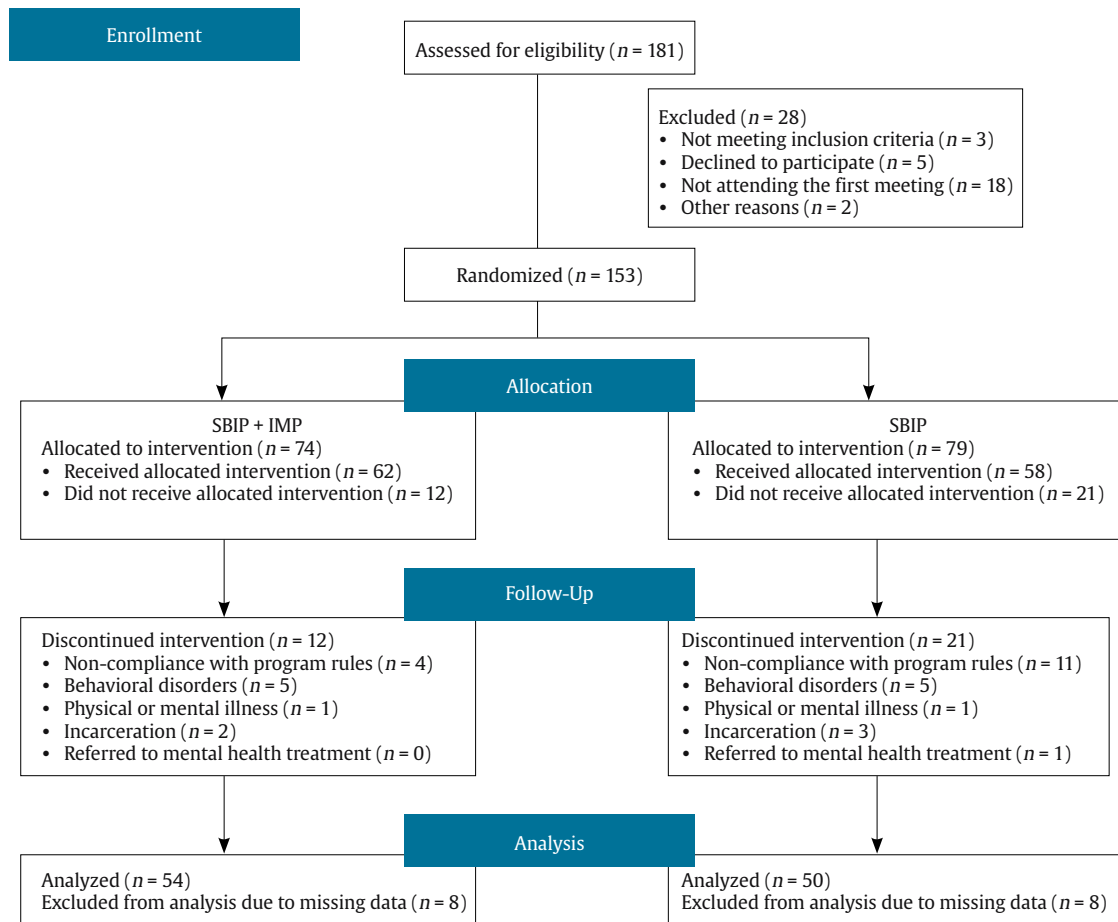 Enrollment
Assessed for eligibility (n = 181)
Excluded (n = 28)
• Not meeting inclusion criteria (n = 3)
• Declined to participate (n = 5)
• Not attending the first meeting (n = 18)
• Other reasons (n = 2)
Randomized (n = 153)
Allocation
SBIP + IMP
Allocated to intervention (n = 74)
• Received allocated intervention (n = 62)
• Did not receive allocated intervention (n = 12)
SBIP
Allocated to intervention (n = 79)
• Received allocated intervention (n = 58)
• Did not receive allocated intervention (n = 21)
Follow-Up
Discontinued intervention (n = 12)
• Non-compliance with program rules (n = 4)
• Behavioral disorders (n = 5)
• Physical or mental illness (n = 1)
• Incarceration (n = 2)
• Referred to mental health treatment (n = 0)
Discontinued intervention (n = 21)
• Non-compliance with program rules (n = 11)
• Behavioral disorders (n = 5)
• Physical or mental illness (n = 1)
• Incarceration (n = 3)
• Referred to mental health treatment (n = 1)
Analysis
Analyzed (n = 54)
Excluded from analysis due to missing data (n = 8)
Analyzed (n = 50)
Excluded from analysis due to missing data (n = 8)